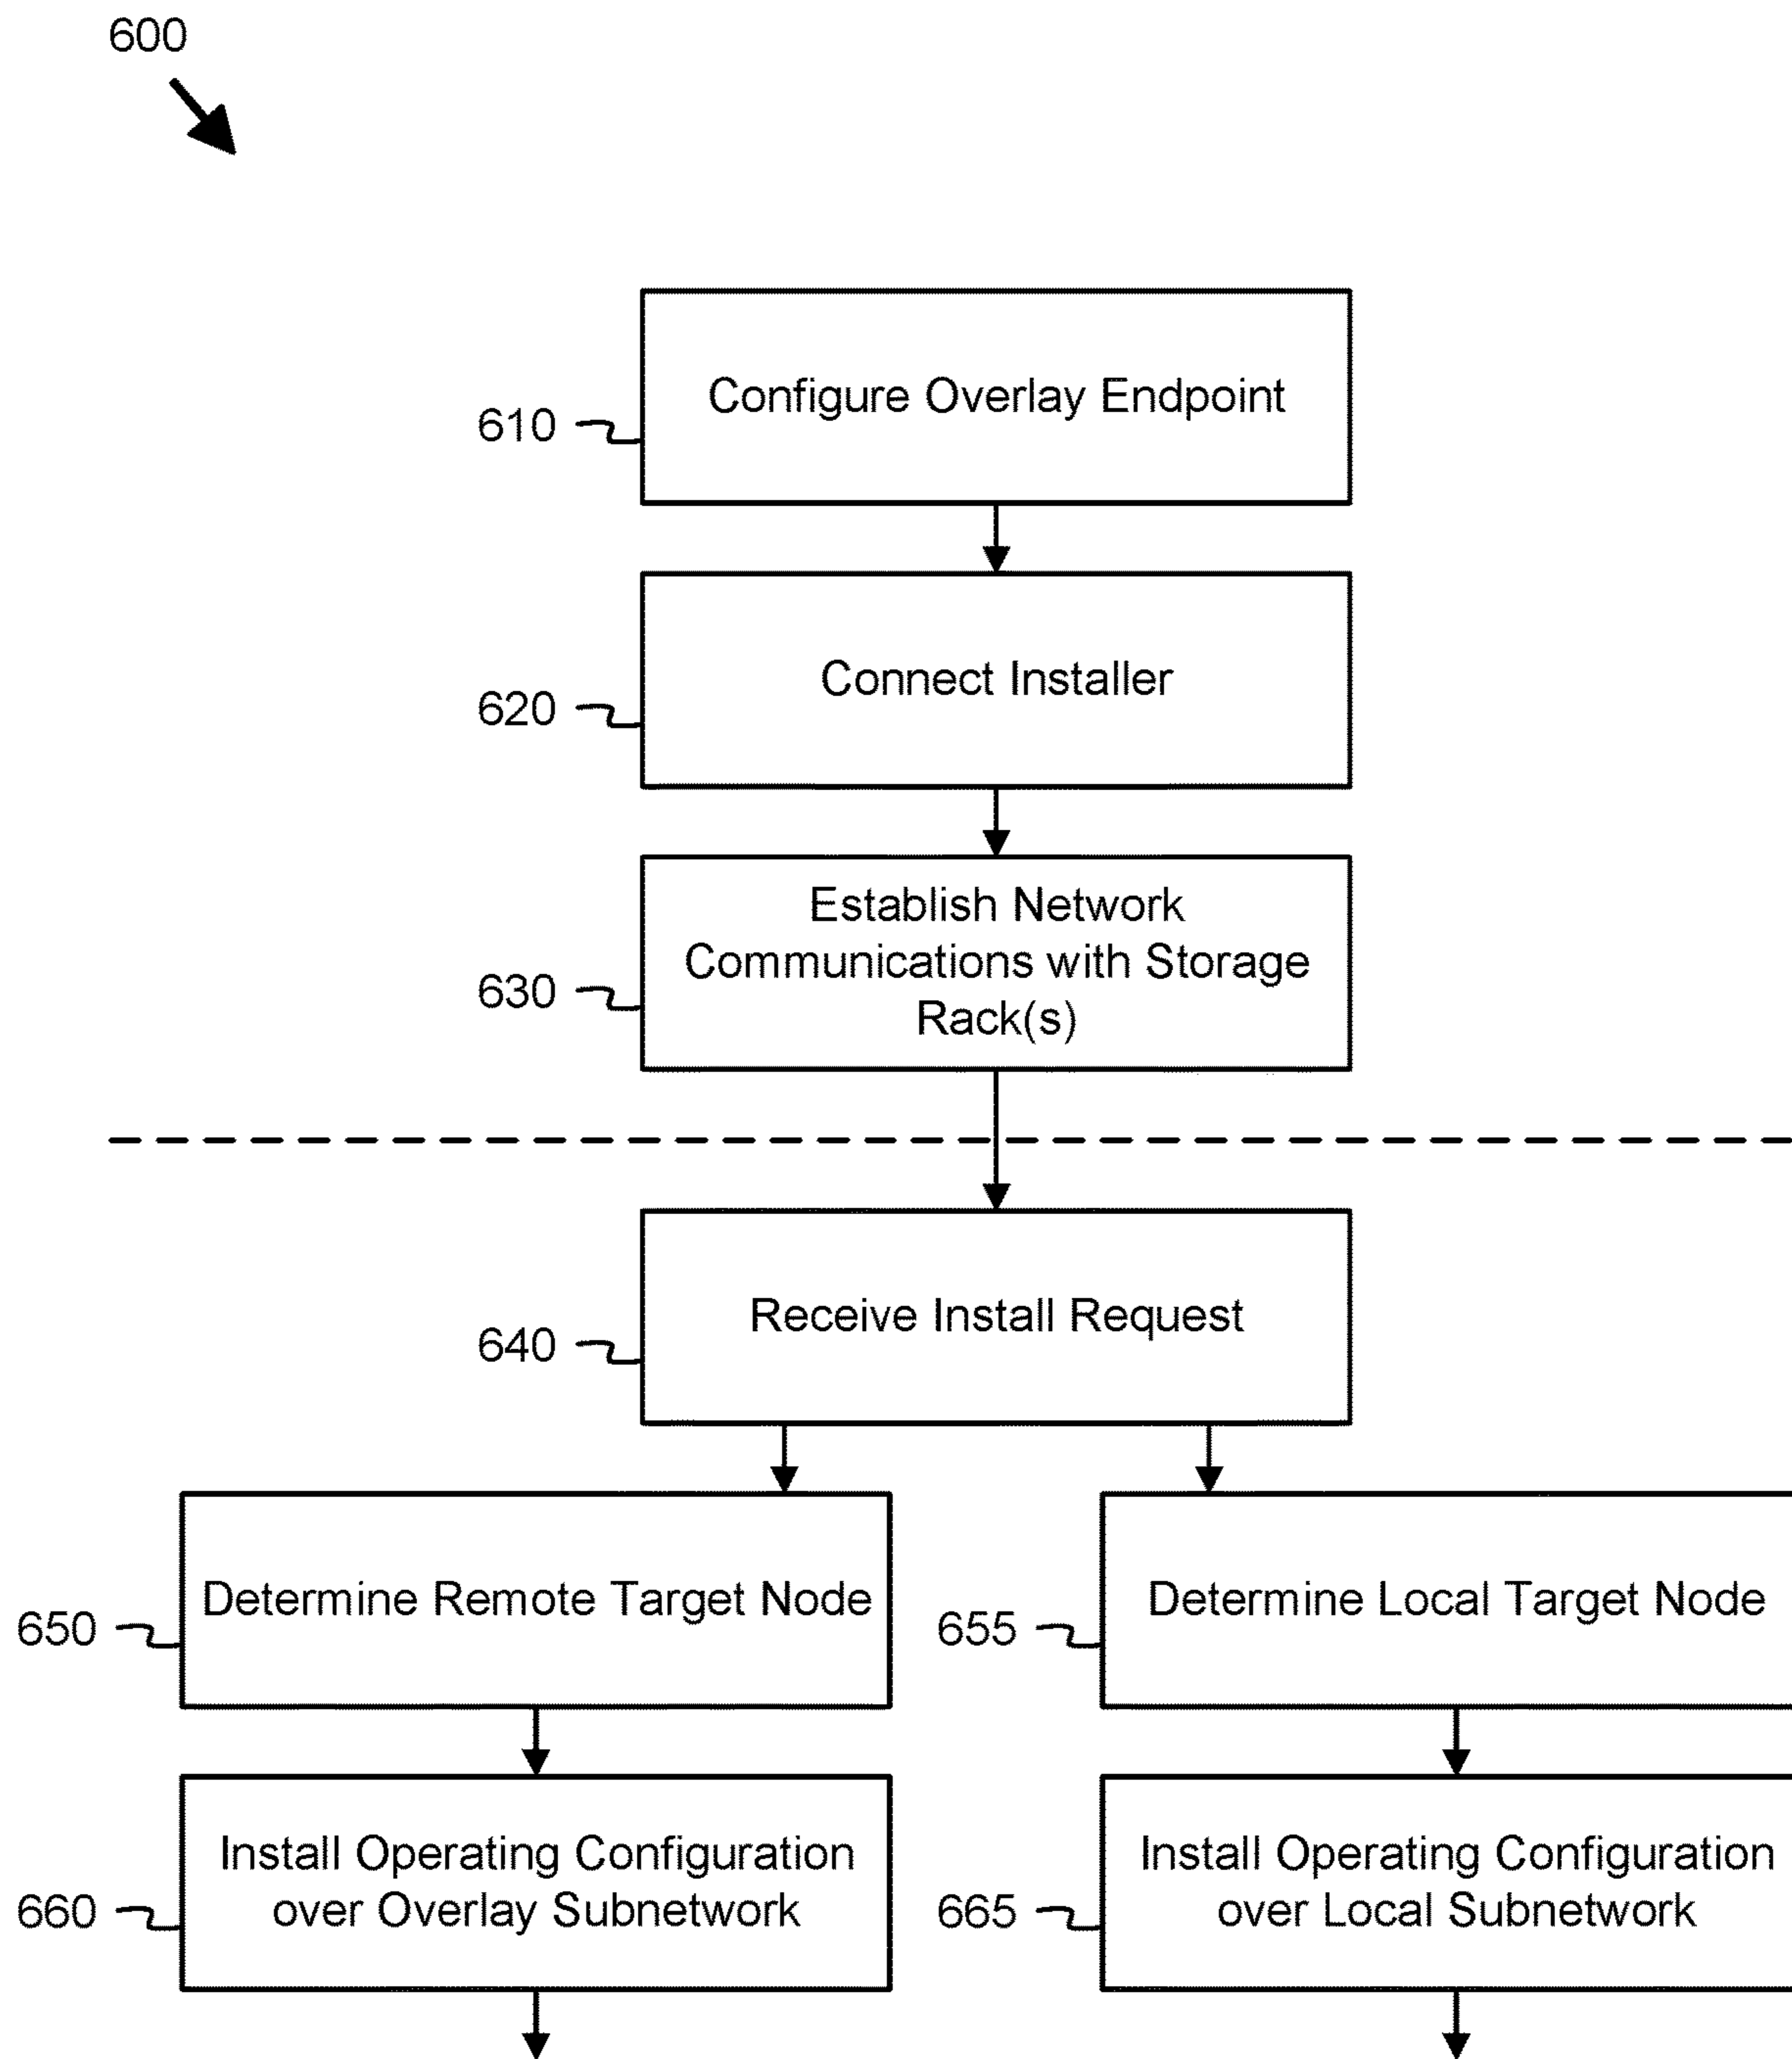 600
Configure Overlay Endpoint
610
Connect Installer
620
Establish Network
Communications with Storage
Rack(s)
630
Receive Install Request
640
Determine Remote Target Node
650
Determine Local Target Node
655
Install Operating Configuration
over Overlay Subnetwork
660
Install Operating Configuration
over Local Subnetwork
665